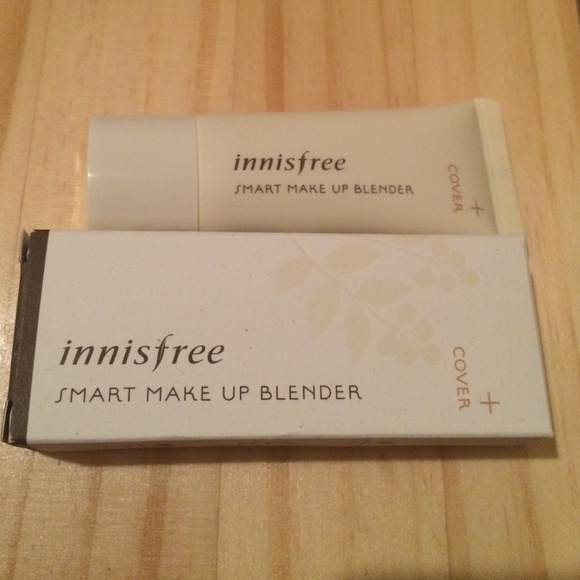 innisfree
SMART MAKE UP BLENDER
COVER +
innisfree
SMART MAKE UP BLENDER
COVER +